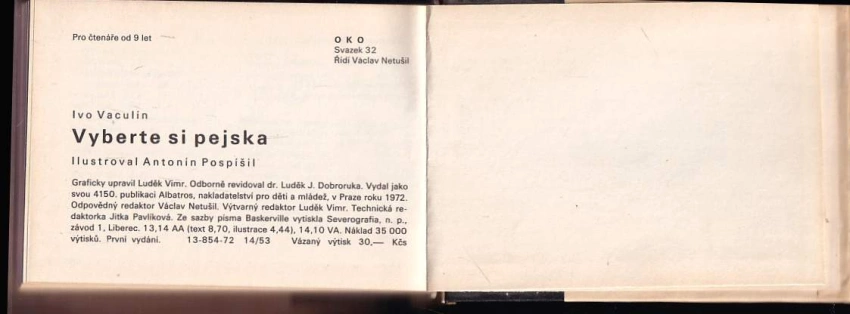 Pro čtenáře od 9 let
OKO
Svazek 32
Řídí Václav Netušil
Ivo Vaculín
Vyberte si pejska
Ilustroval Antonín Pospíšil
Graficky upravil Luděk Vimr. Odborně revidoval dr. Luděk J. Dobroruka. Vydal jako
svou 4150. publikaci Albatros, nakladatelství pro děti a mládež, v Praze roku 1972.
Odpovědný redaktor Václav Netušil. Výtvarný redaktor Luděk Vimr. Technická re-
daktorka Jitka Pavlíková. Ze sazby písma Baskerville vytiskla Severografia, n. p.,
závod 1, Liberec. 13,14 AA (text 8,70, ilustrace 4,44), 14,10 VA. Náklad 35 000
výtisků. První vydání. 13-854-72 14/53 Vázaný výtisk 30,— Kčs